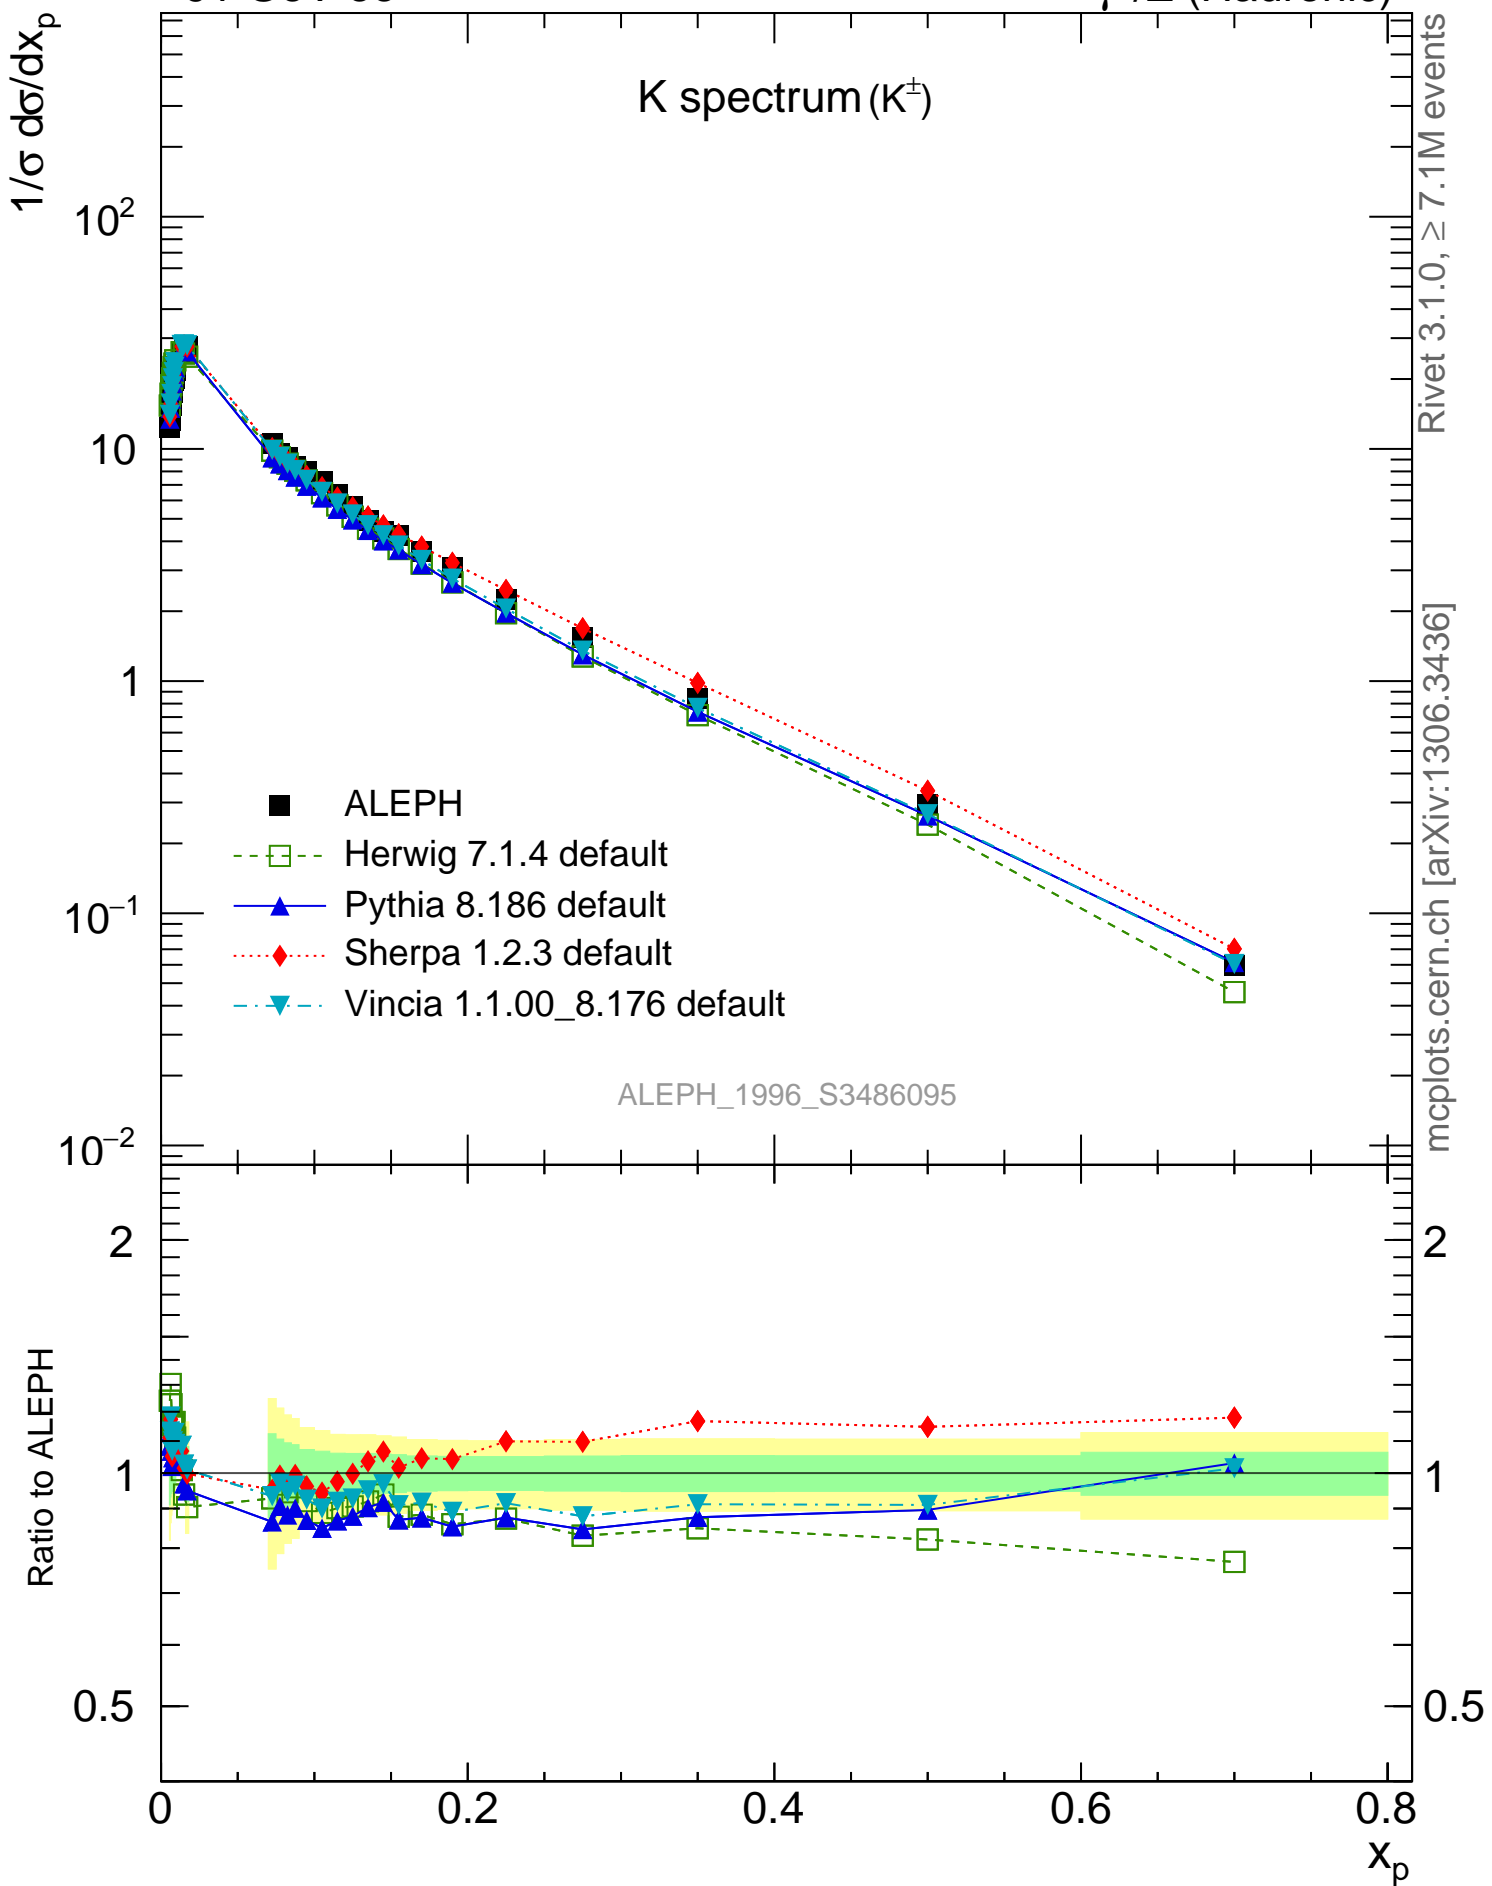 1/σ dσ/dx_p
K spectrum (K±)
10²
10
1
10⁻¹
10⁻²
ALEPH
Herwig 7.1.4 default
Pythia 8.186 default
Sherpa 1.2.3 default
Vincia 1.1.00_8.176 default
ALEPH_1996_S3486095
Rivet 3.1.0, ≥ 7.1M events
mcplots.cern.ch [arXiv:1306.3436]
Ratio to ALEPH
2
1
0.5
2
1
0.5
0
0.2
0.4
0.6
0.8
x_p